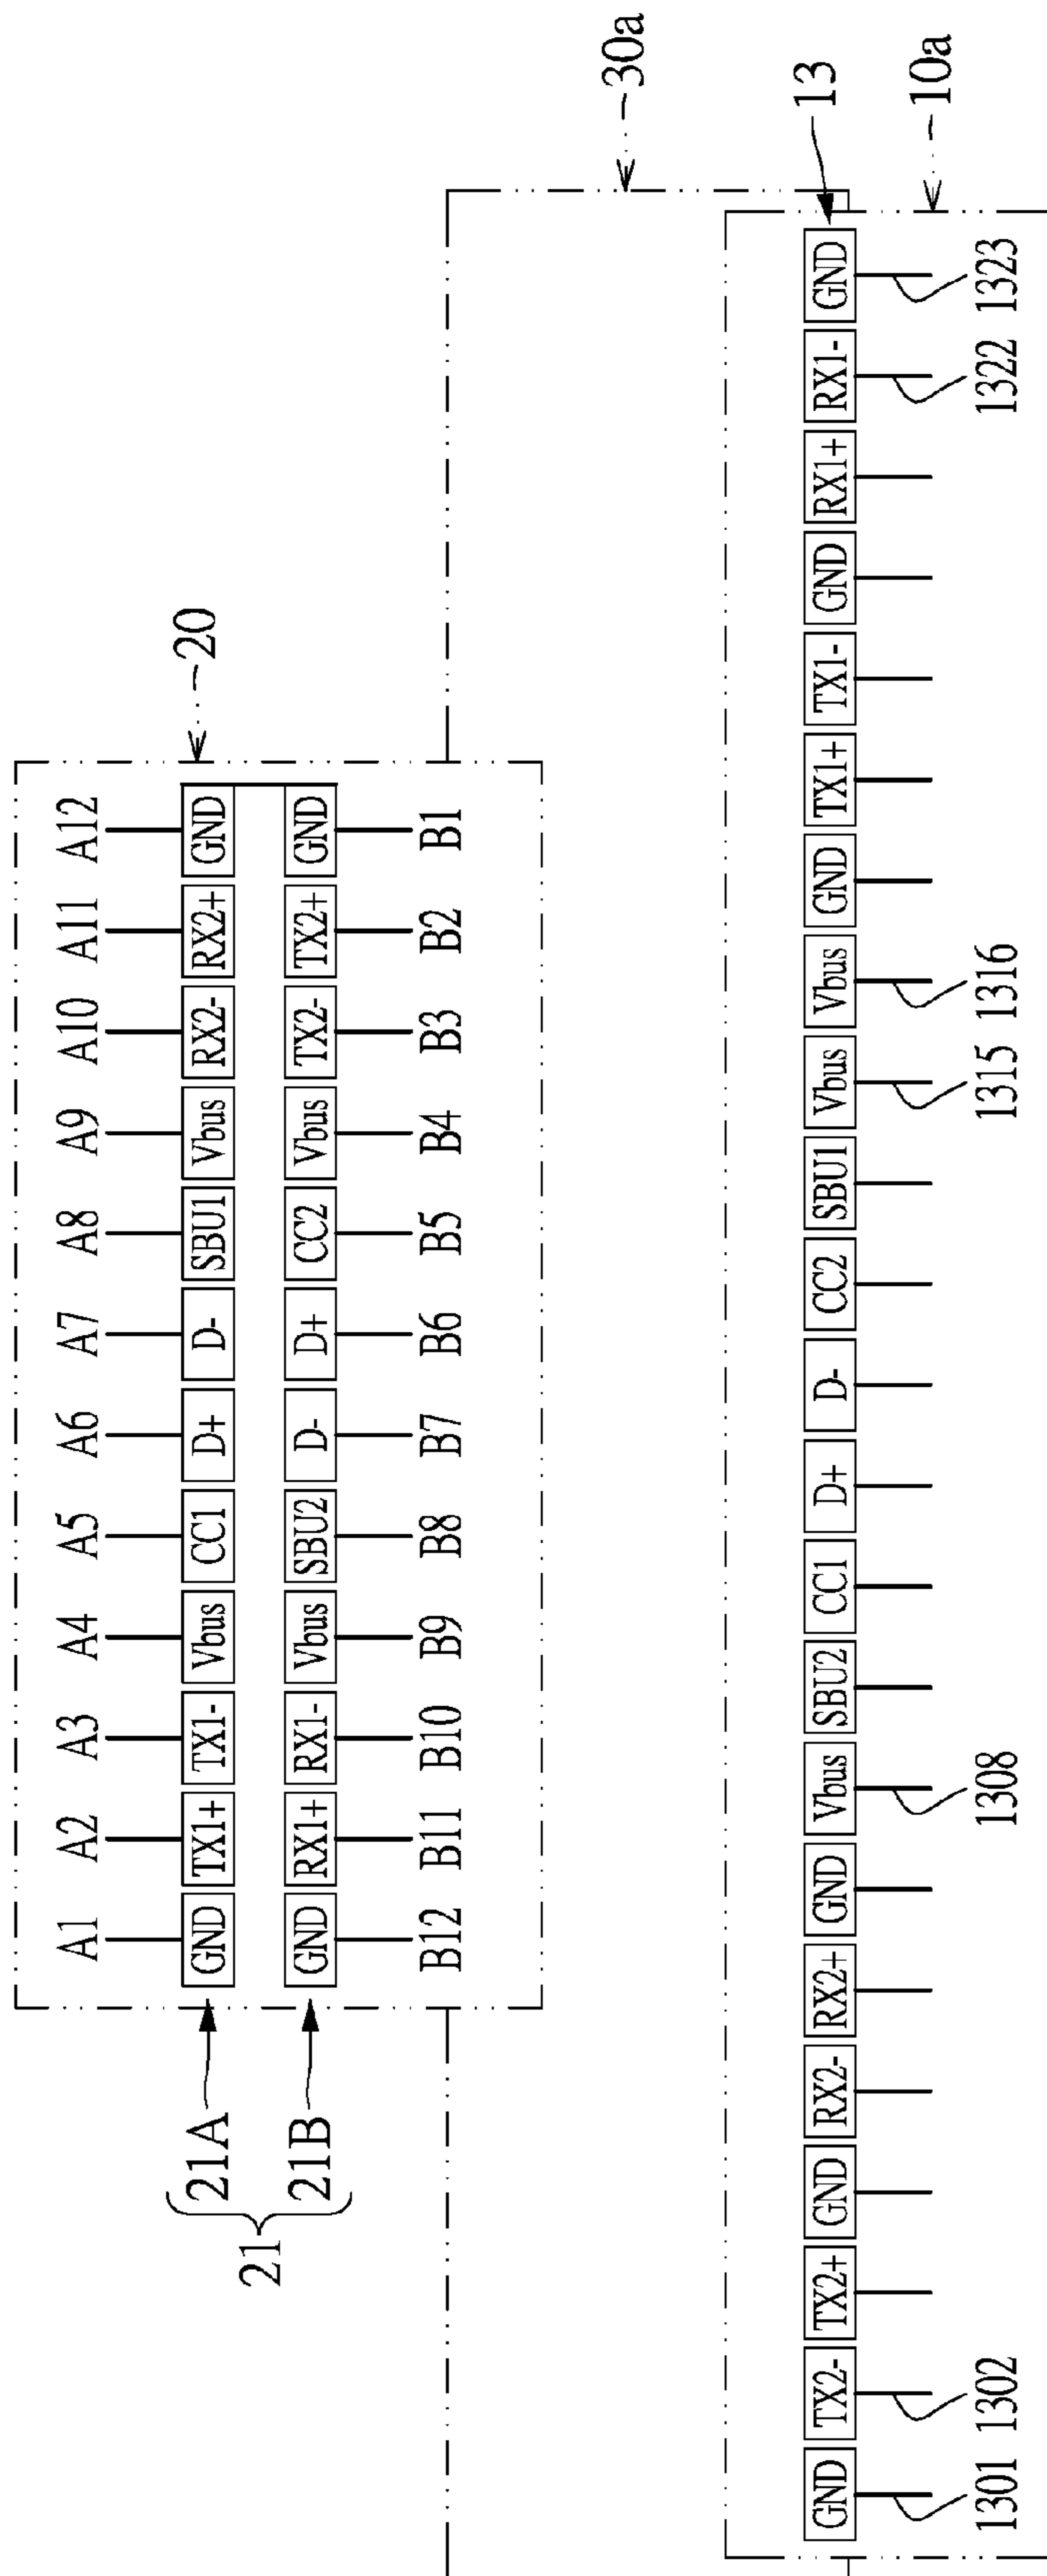 A1 A2 A3 A4 A5 A6 A7 A8 A9 A10 A11 A12
20
21A
GND TX1+ TX1- Vbus CC1 D+ D- SBU1 Vbus RX2- RX2+ GND
21
21B
GND RX1+ RX1- Vbus SBU2 D- D+ CC2 Vbus TX2- TX2+ GND
B12 B11 B10 B9 B8 B7 B6 B5 B4 B3 B2 B1
30a
13
GND TX2- TX2+ GND RX2- RX2+ GND Vbus SBU2 CC1 D+ D- CC2 SBU1 Vbus Vbus GND TX1+ TX1- GND RX1+ RX1- GND
10a
1301 1302 1308 1315 1316 1322 1323